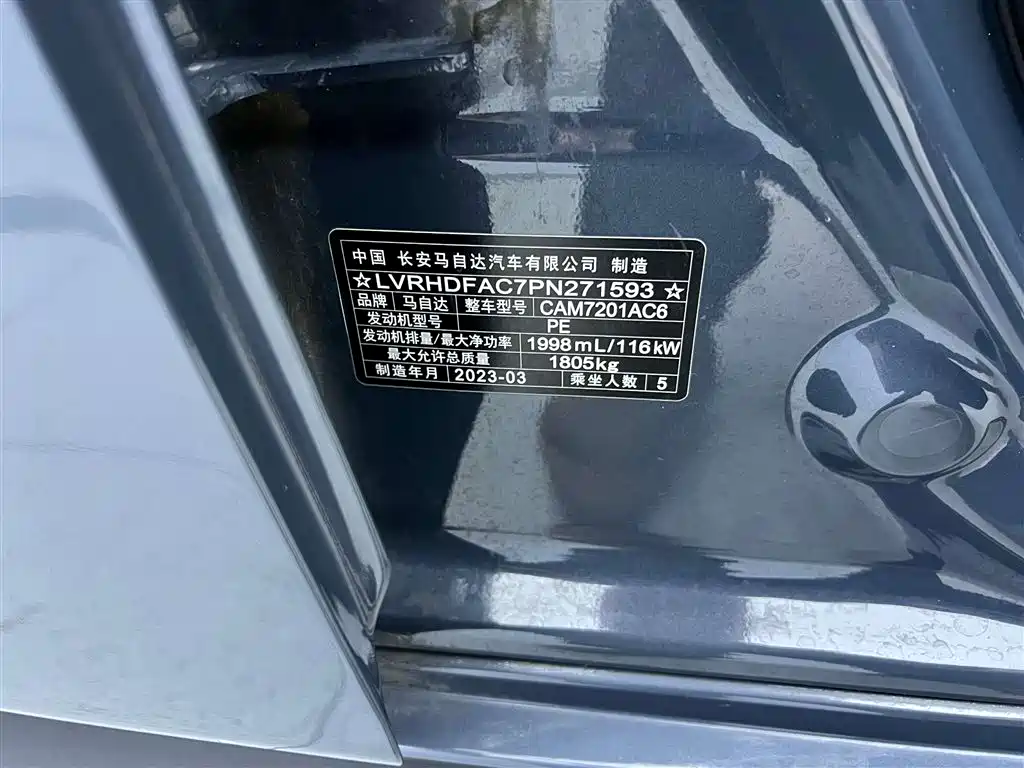 中国 长安马自达汽车有限公司 制造
☆LVRHDFAC7PN271593☆
品牌 马自达 整车型号 CAM7201AC6
发动机型号 PE
发动机排量/最大净功率 1998mL/116kW
最大允许总质量 1805kg
制造年月 2023-03 乘坐人数 5